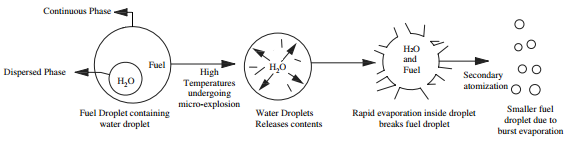 Continuous Phase
Dispersed Phase
Fuel
H₂O
Fuel Droplet containing
water droplet
High
Temperatures
undergoing
micro-explosion
H₂O
Water Droplets
Releases contents
H2O
and
Fuel
Rapid evaporation inside droplet
breaks fuel droplet
Secondary
atomization
Smaller fuel
droplet due to
burst evaporation